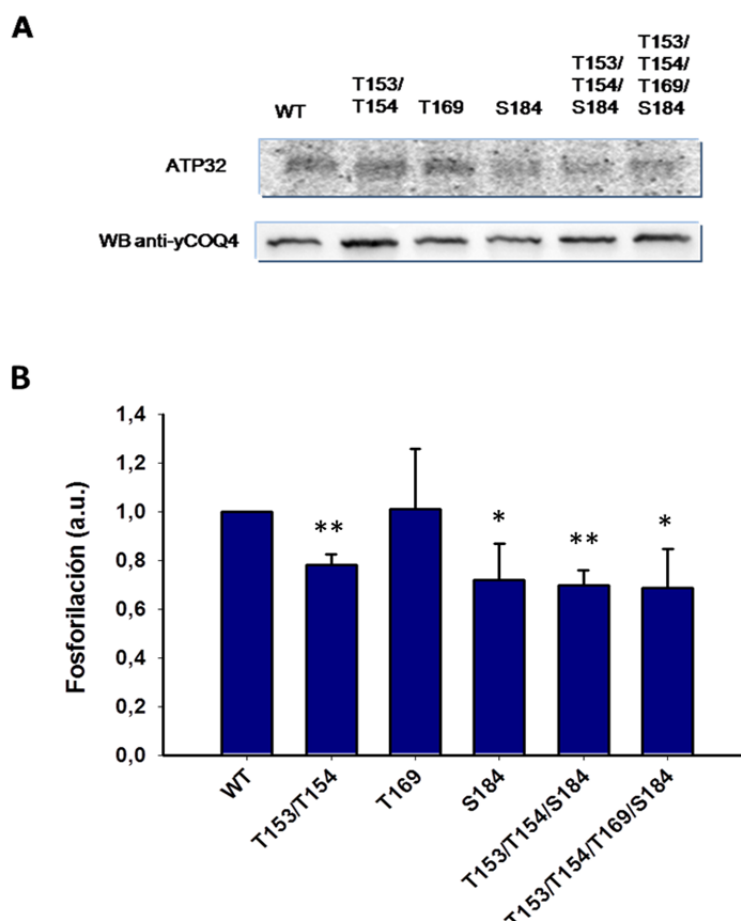 A
WT
T153/
T154
T169
S184
T153/
T154/
S184
T153/
T154/
T169/
S184
ATP32
WB anti-yCOQ4
B
Fosforilación (a.u.)
1,4
1,2
1,0
0,8
0,6
0,4
0,2
0,0
**
*
**
*
WT
T153/T154
T169
S184
T153/T154/S184
T153/T154/T169/S184